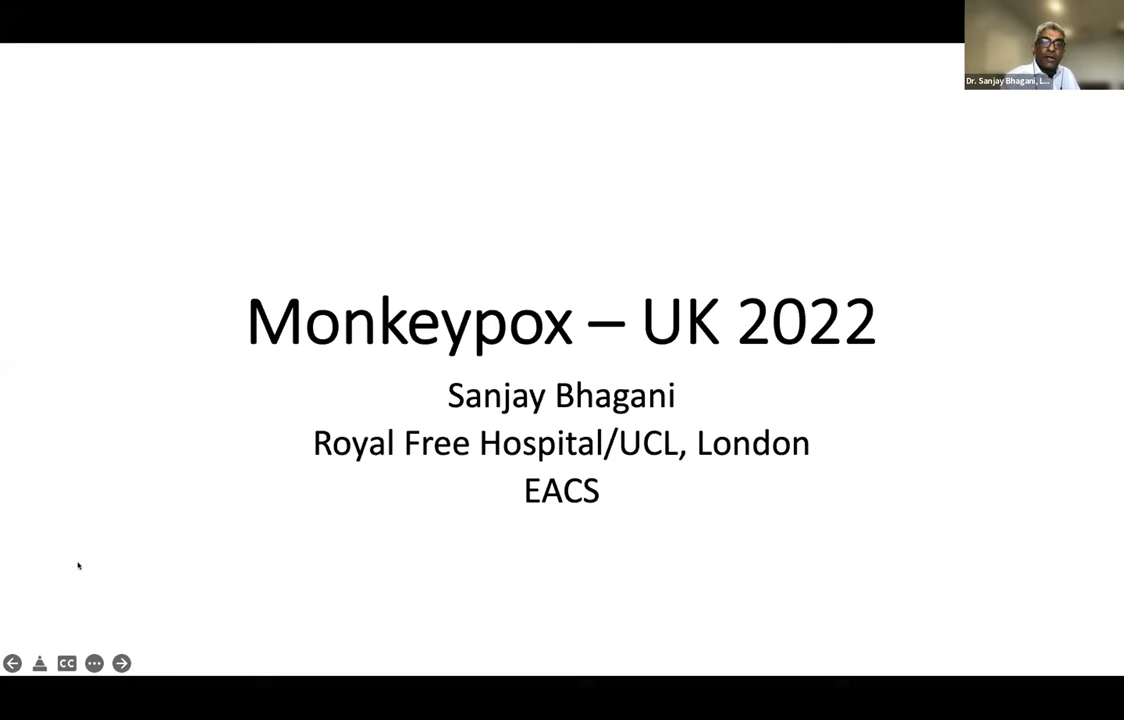 Dr. Sanjay Bhagani, L...
Monkeypox – UK 2022
Sanjay Bhagani
Royal Free Hospital/UCL, London
EACS
CC